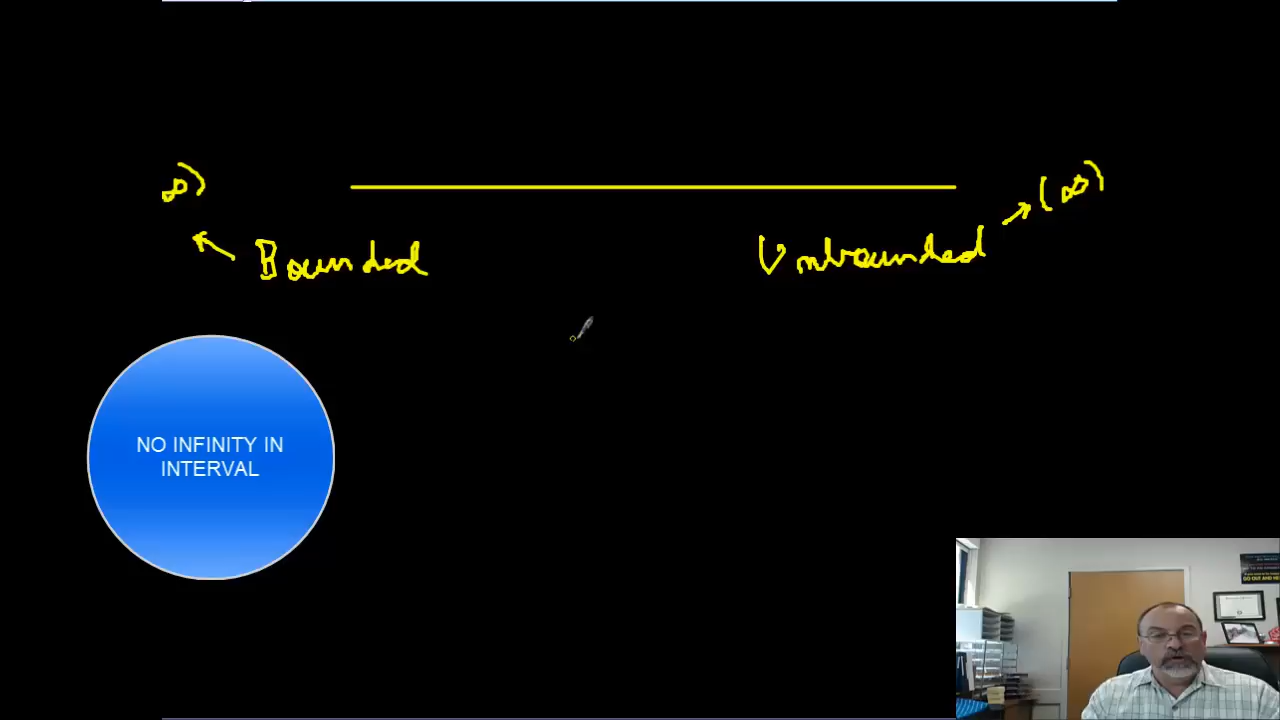 ∞)
(∞)
Bounded
Unbounded
NO INFINITY IN
INTERVAL